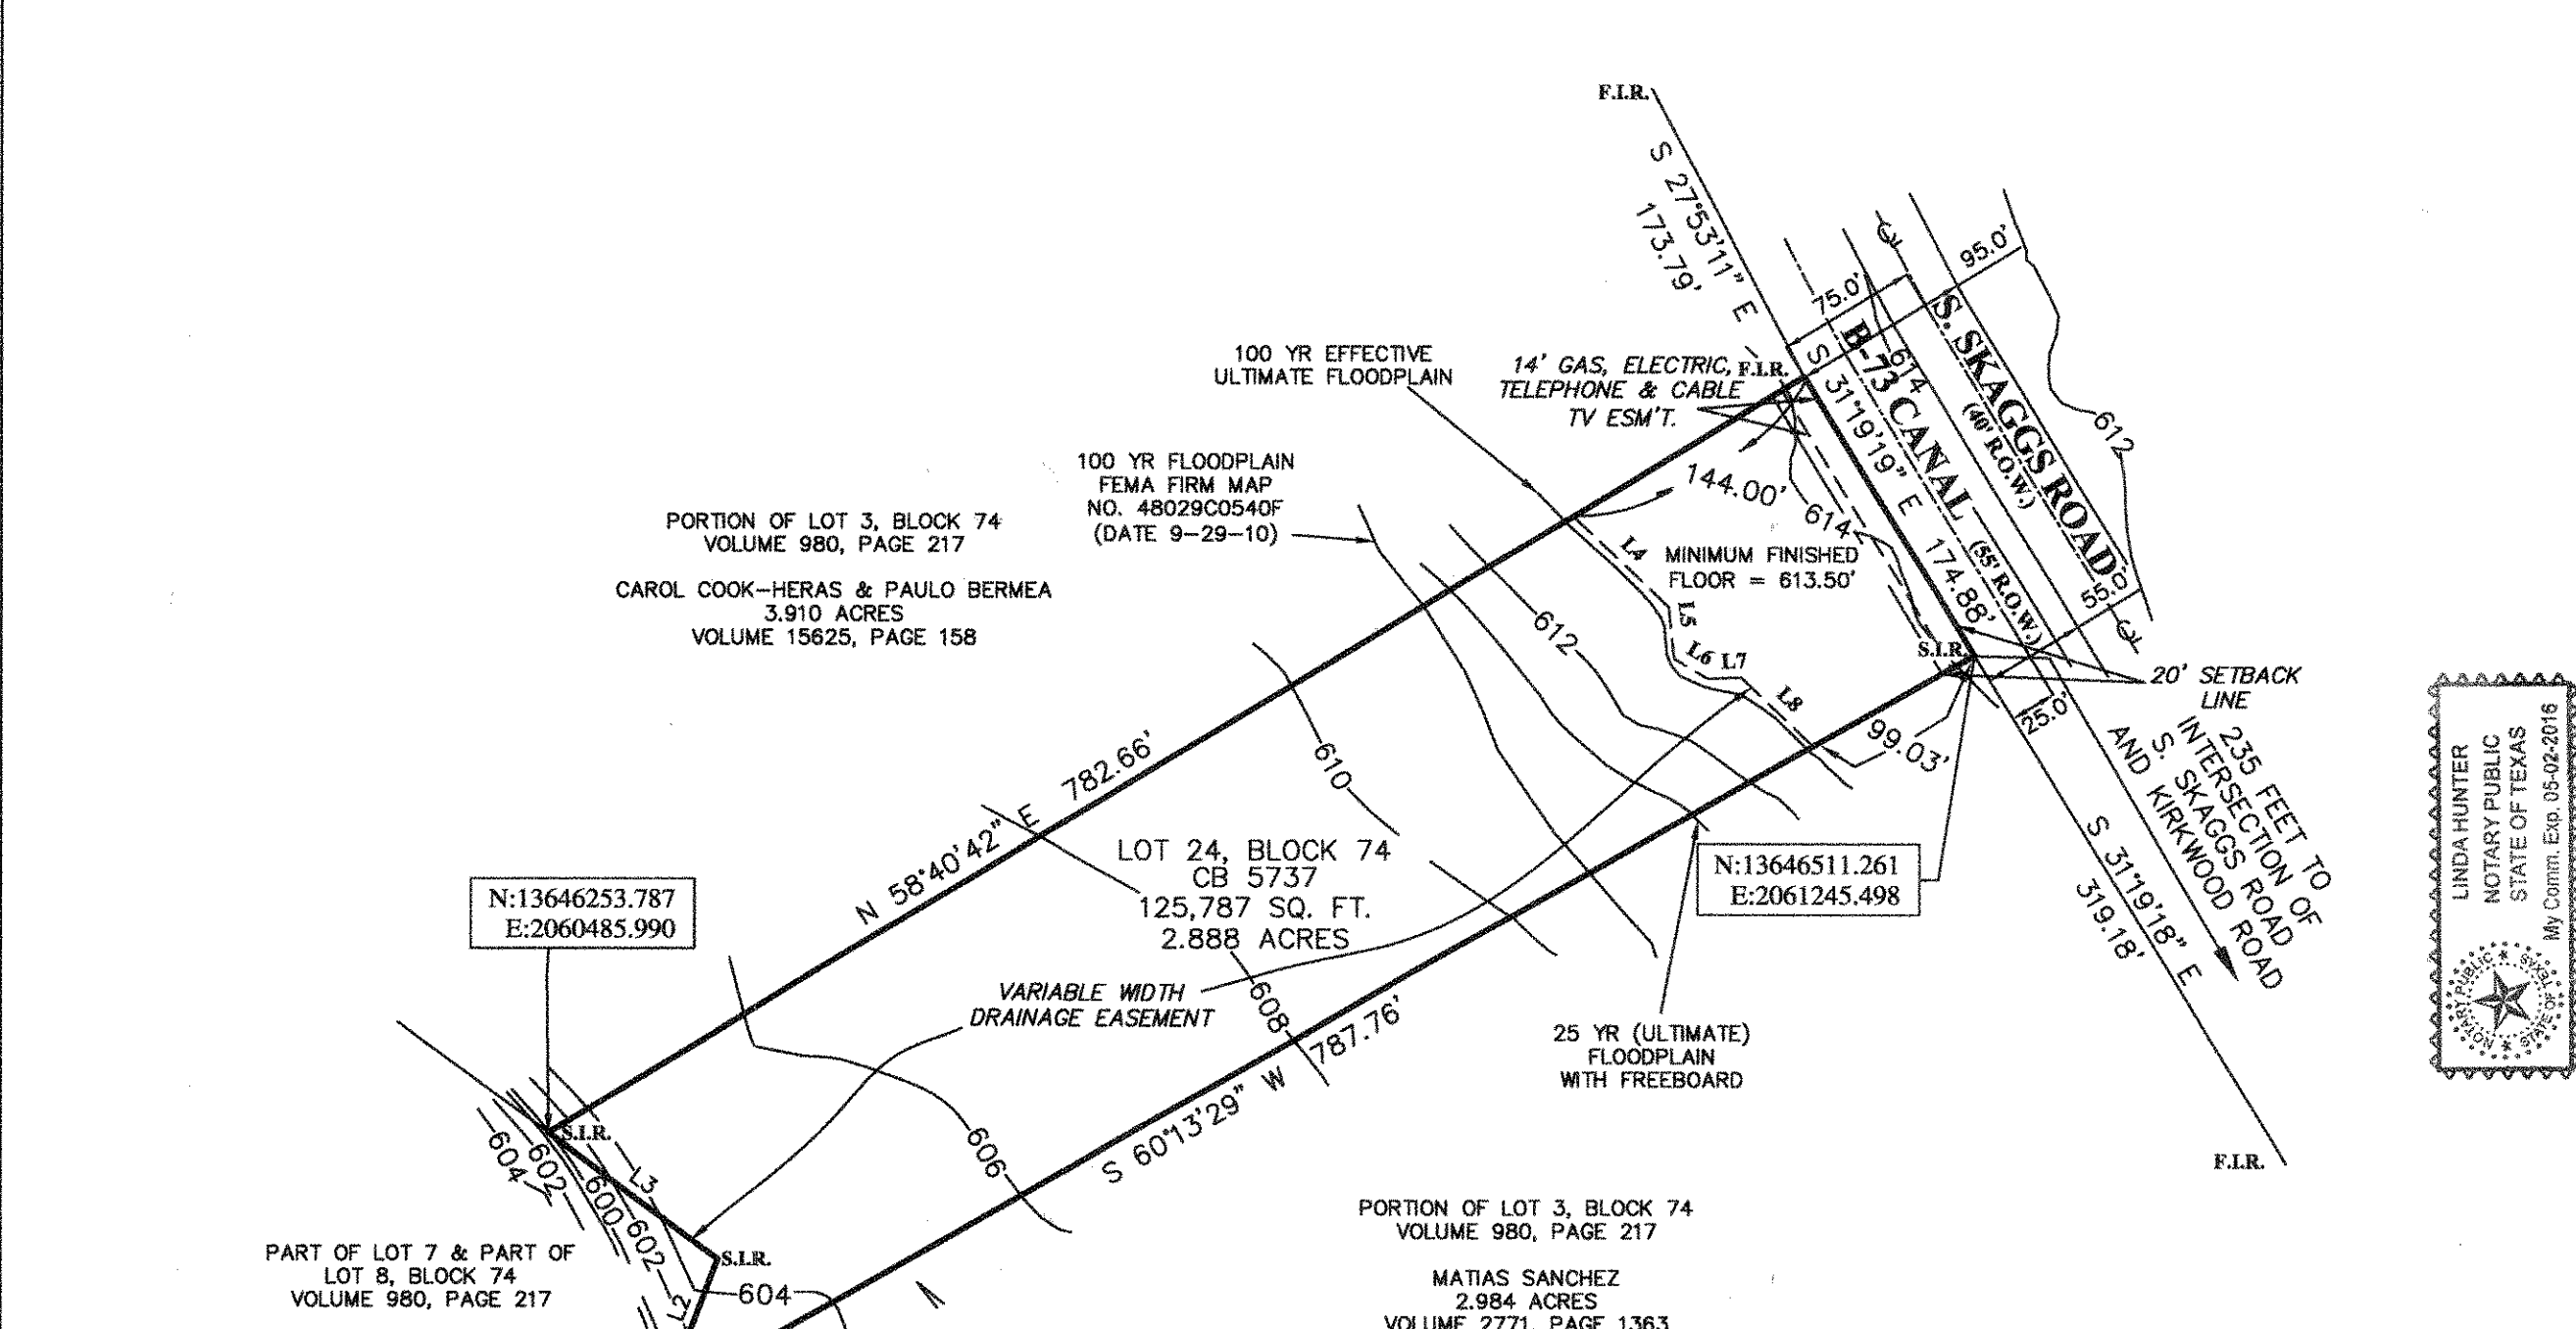 F.I.R.
S 27°53'11" E
173.79'
75.0'
95.0'
S. SKAGGS ROAD
(40' R.O.W.)
B-73 CANAL
(55' R.O.W.)
614
612
100 YR EFFECTIVE
ULTIMATE FLOODPLAIN
14' GAS, ELECTRIC,
TELEPHONE & CABLE
TV ESM'T.
F.I.R.
S 31°19'19" E 174.88'
100 YR FLOODPLAIN
FEMA FIRM MAP
NO. 48029C0540F
(DATE 9-29-10)
144.00'
614
MINIMUM FINISHED
FLOOR = 613.50'
L4
L5
L6 L7
L8
PORTION OF LOT 3, BLOCK 74
VOLUME 980, PAGE 217
CAROL COOK-HERAS & PAULO BERMEA
3.910 ACRES
VOLUME 15625, PAGE 158
612
55.0'
S.I.R.
20' SETBACK
LINE
25.0'
99.03'
235 FEET TO
INTERSECTION OF
S. SKAGGS ROAD
AND KIRKWOOD ROAD
LINDA HUNTER
NOTARY PUBLIC
STATE OF TEXAS
My Comm. Exp. 05-02-2016
NOTARY PUBLIC
STATE OF TEXAS
610
N 58°40'42" E 782.66'
LOT 24, BLOCK 74
CB 5737
125,787 SQ. FT.
2.888 ACRES
N:13646511.261
E:2061245.498
S 31°19'18" E
319.18'
N:13646253.787
E:2060485.990
VARIABLE WIDTH
DRAINAGE EASEMENT
608
S 60°13'29" W 787.76'
25 YR (ULTIMATE)
FLOODPLAIN
WITH FREEBOARD
606
S.I.R.
604
602
600
602
L3
F.I.R.
PORTION OF LOT 3, BLOCK 74
VOLUME 980, PAGE 217
PART OF LOT 7 & PART OF
LOT 8, BLOCK 74
VOLUME 980, PAGE 217
S.I.R.
604
L2
MATIAS SANCHEZ
2.984 ACRES
VOLUME 2771, PAGE 1363